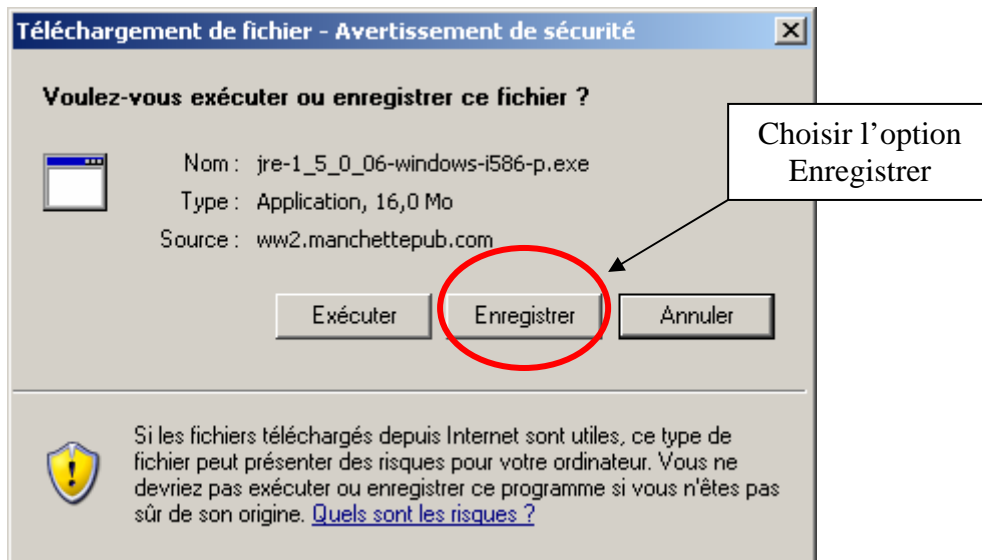 Téléchargement de fichier - Avertissement de sécurité
Voulez-vous exécuter ou enregistrer ce fichier ?
Choisir l’option
Enregistrer
Nom : jre-1_5_0_06-windows-i586-p.exe
Type : Application, 16,0 Mo
Source : ww2.manchettepub.com
Exécuter Enregistrer Annuler
Si les fichiers téléchargés depuis Internet sont utiles, ce type de
fichier peut présenter des risques pour votre ordinateur. Vous ne
devriez pas exécuter ou enregistrer ce programme si vous n'êtes pas
sûr de son origine. Quels sont les risques ?